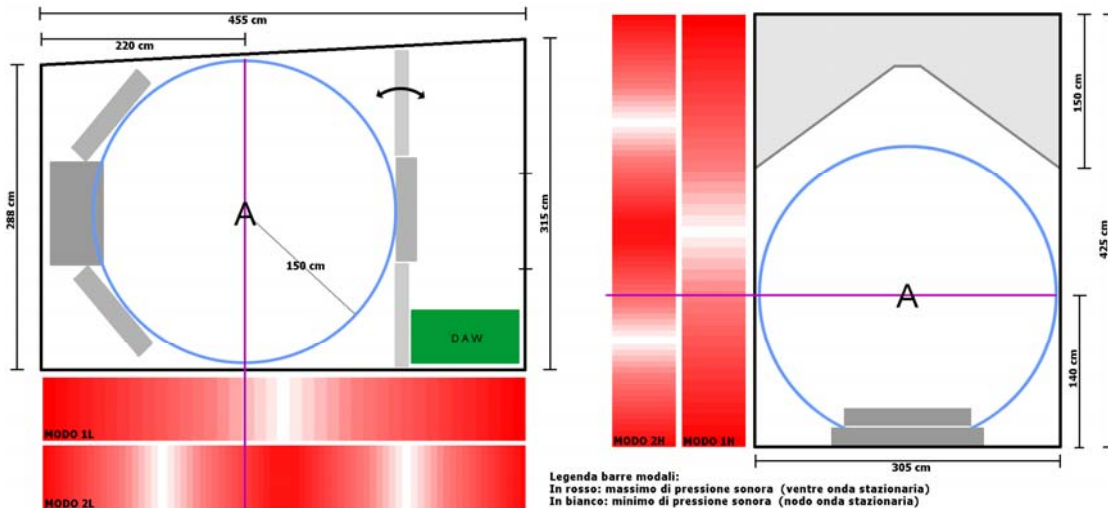 455 cm
220 cm
288 cm
A
150 cm
315 cm
DAW
MODO 1L
MODO 2L
MODO 2H
MODO 1H
150 cm
425 cm
A
140 cm
305 cm
Legenda barre modali:
In rosso: massimo di pressione sonora (ventre onda stazionaria)
In bianco: minimo di pressione sonora (nodo onda stazionaria)